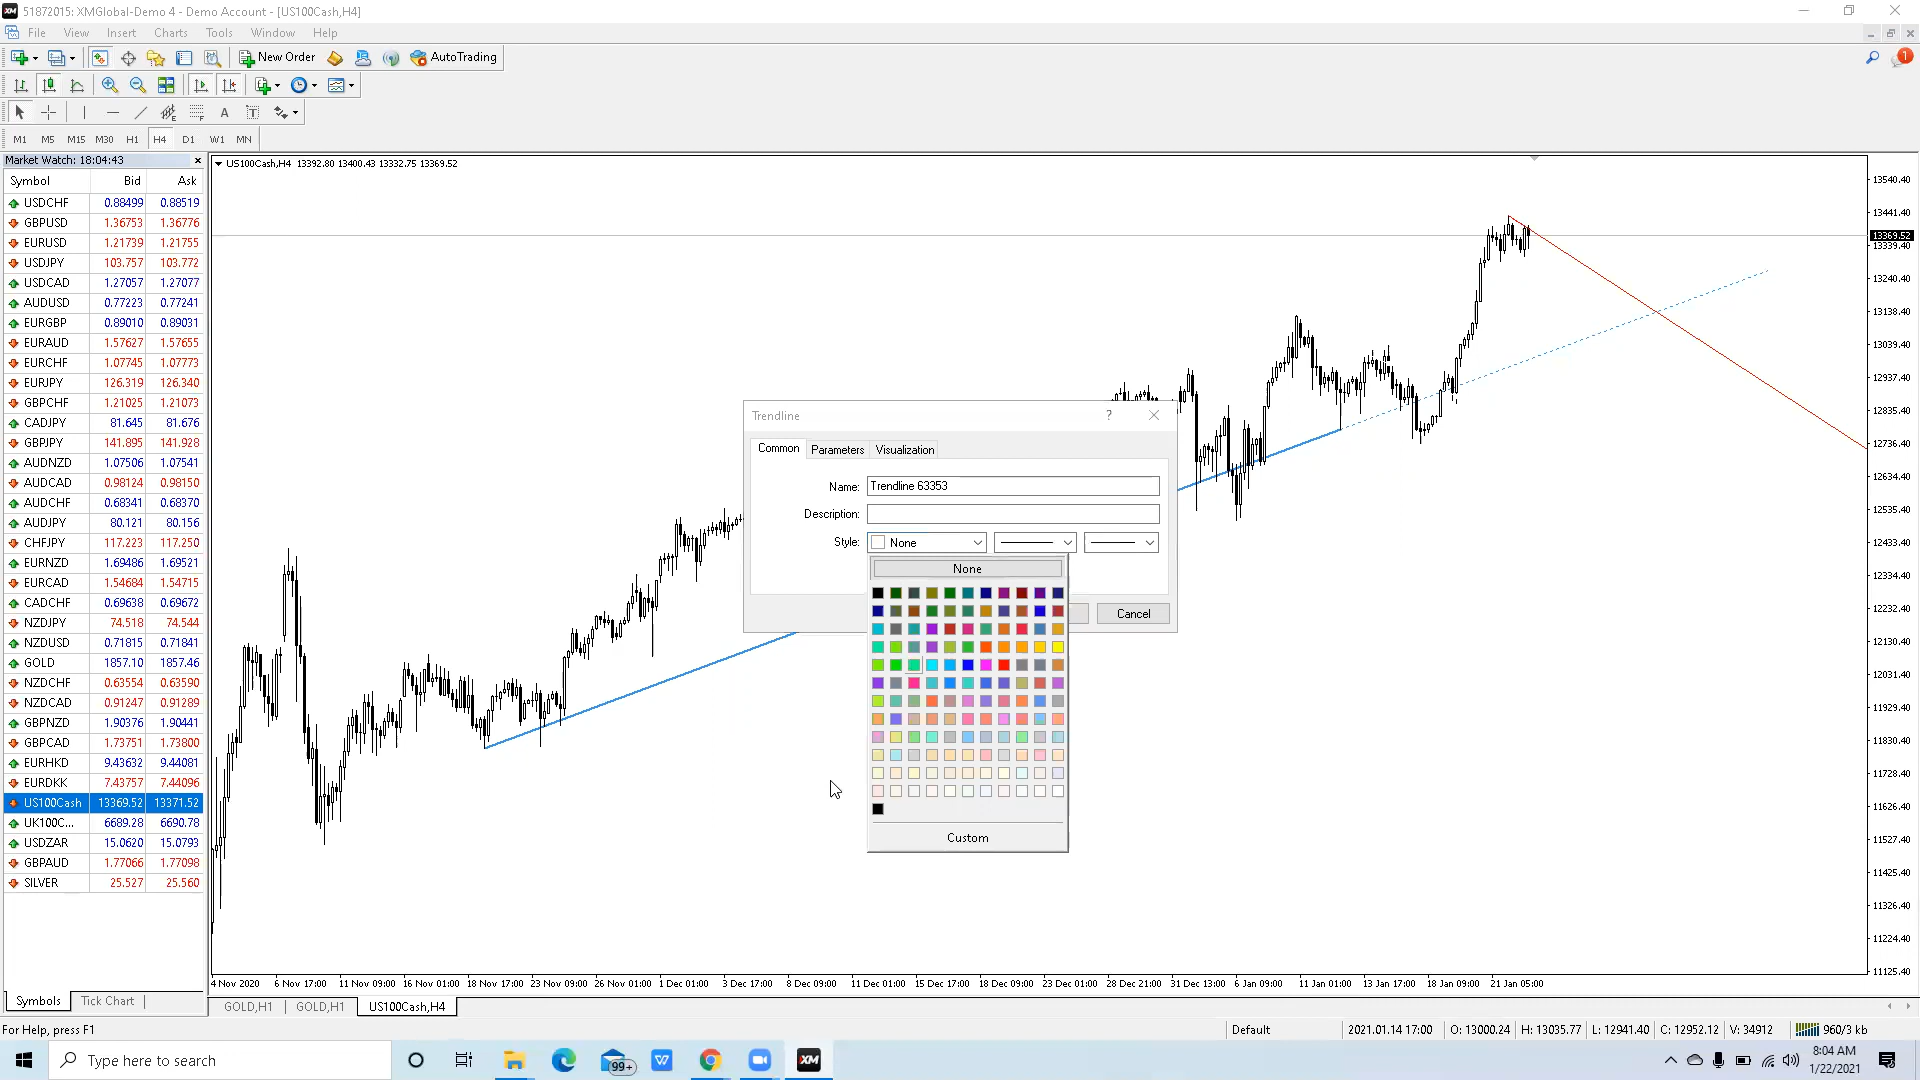 XM 51872015: XMGlobal-Demo 4 - Demo Account - [US100Cash,H4]
File View Insert Charts Tools Window Help
New Order AutoTrading 1
A T
M1 M5 M15 M30 H1 H4 D1 W1 MN
Market Watch: 18:04:43
Symbol Bid Ask
USDCHF 0.88499 0.88519
GBPUSD 1.36753 1.36776
EURUSD 1.21739 1.21755
USDJPY 103.757 103.772
USDCAD 1.27057 1.27077
AUDUSD 0.77223 0.77241
EURGBP 0.89010 0.89031
EURAUD 1.57627 1.57655
EURCHF 1.07745 1.07773
EURJPY 126.319 126.340
GBPCHF 1.21025 1.21073
CADJPY 81.645 81.676
GBPJPY 141.895 141.928
AUDNZD 1.07506 1.07541
AUDCAD 0.98124 0.98150
AUDCHF 0.68341 0.68370
AUDJPY 80.121 80.156
CHFJPY 117.223 117.250
EURNZD 1.69486 1.69521
EURCAD 1.54684 1.54715
CADCHF 0.69638 0.69672
NZDJPY 74.518 74.544
NZDUSD 0.71815 0.71841
GOLD 1857.10 1857.46
NZDCHF 0.63554 0.63590
NZDCAD 0.91247 0.91289
GBPNZD 1.90376 1.90441
GBPCAD 1.73751 1.73800
EURHKD 9.43632 9.44081
EURDKK 7.43757 7.44096
US100Cash 13369.52 13371.52
UK100C... 6689.28 6690.78
USDZAR 15.0620 15.0793
GBPAUD 1.77066 1.77098
SILVER 25.527 25.560
Symbols Tick Chart
US100Cash,H4 13392.80 13400.43 13332.75 13369.52
13540.40
13441.40
13369.52
13339.40
13240.40
13138.40
13039.40
12937.40
12835.40
12736.40
12634.40
12535.40
12433.40
12334.40
12232.40
12130.40
12031.40
11929.40
11830.40
11728.40
11626.40
11527.40
11425.40
11326.40
11224.40
11125.40
Trendline ?
Common Parameters Visualization
Name: Trendline 63353
Description:
Style: None
None
Cancel
Custom
4 Nov 2020 6 Nov 17:00 11 Nov 09:00 16 Nov 01:00 18 Nov 17:00 23 Nov 09:00 26 Nov 01:00 1 Dec 01:00 3 Dec 17:00 8 Dec 09:00 11 Dec 01:00 15 Dec 17:00 18 Dec 09:00 23 Dec 01:00 28 Dec 21:00 31 Dec 13:00 6 Jan 09:00 11 Jan 01:00 13 Jan 17:00 18 Jan 09:00 21 Jan 05:00
GOLD,H1 GOLD,H1 US100Cash,H4
For Help, press F1 Default 2021.01.14 17:00 O: 13000.24 H: 13035.77 L: 12941.40 C: 12952.12 V: 34912 960/3 kb
Type here to search 99+ XM 8:04 AM
1/22/2021